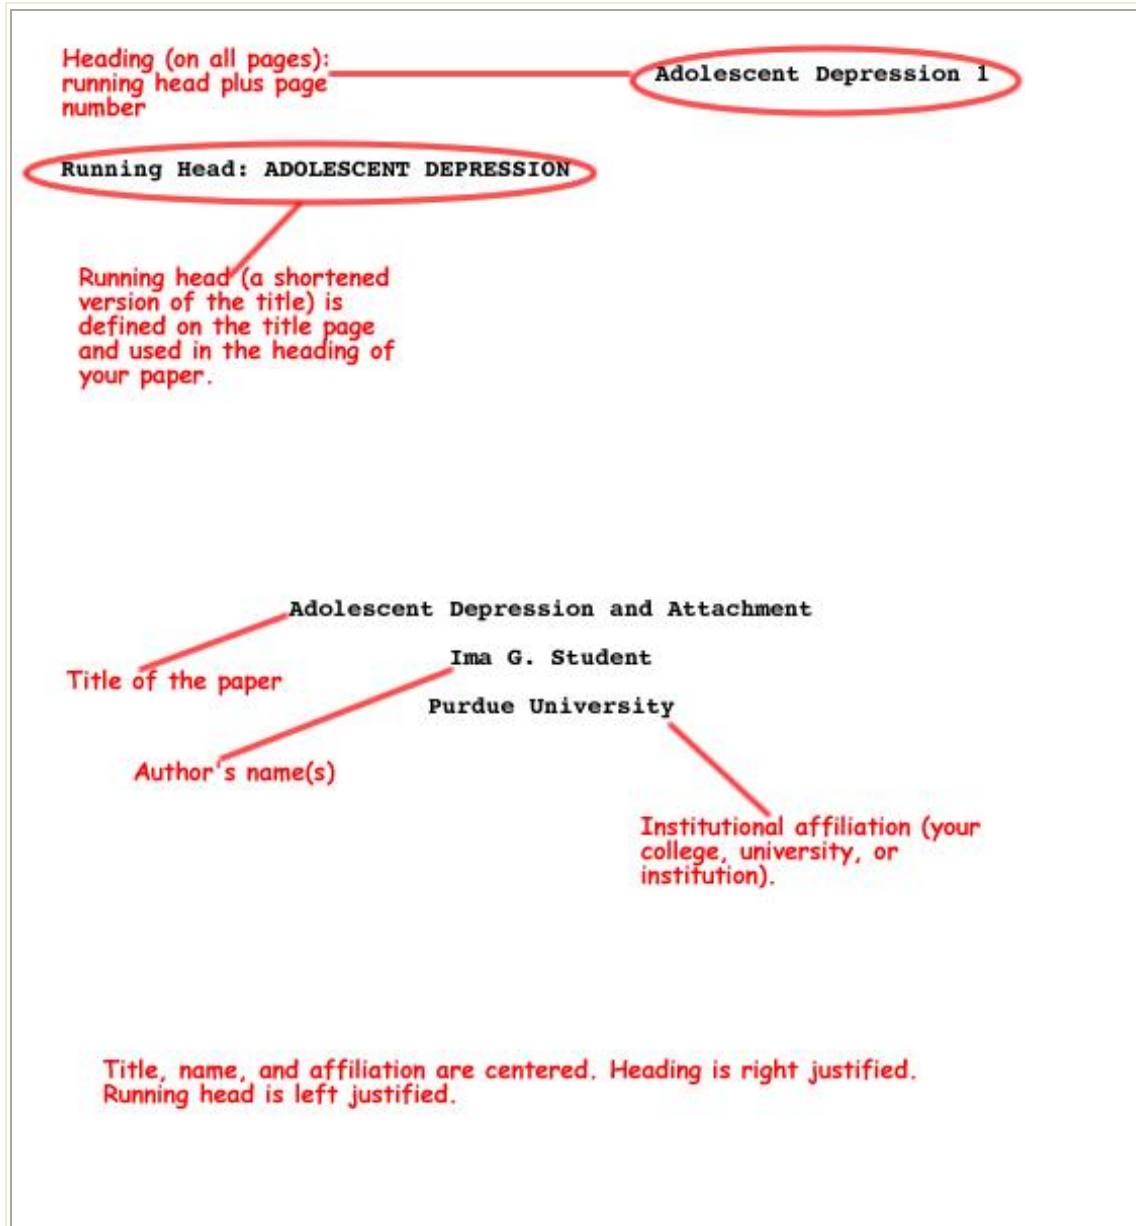 Heading (on all pages):
running head plus page
number
Adolescent Depression 1
Running Head: ADOLESCENT DEPRESSION
Running head (a shortened
version of the title) is
defined on the title page
and used in the heading of
your paper.
Adolescent Depression and Attachment
Ima G. Student
Title of the paper
Purdue University
Author's name(s)
Institutional affiliation (your
college, university, or
institution).
Title, name, and affiliation are centered. Heading is right justified.
Running head is left justified.